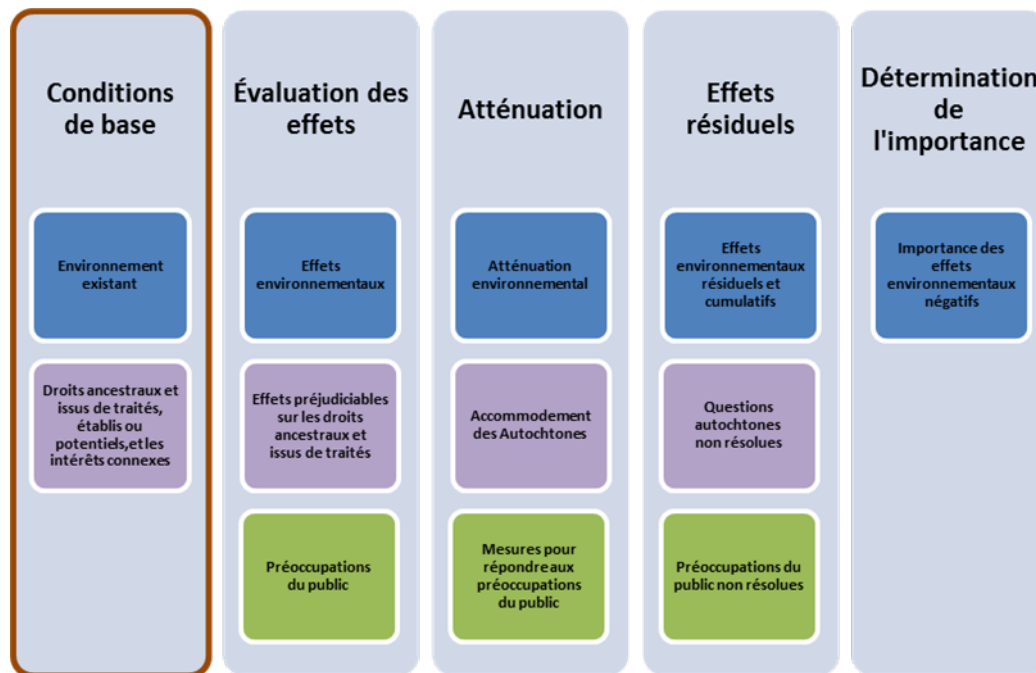 Conditions
de base
Environnement
existant
Droits ancestraux et
issus de traités,
établis ou
potentiels,et les
intérêts connexes
Évaluation des
effets
Effets
environnementaux
Effets préjudiciables
sur les droits
ancestraux et
issus de traités
Préoccupations
du public
Atténuation
Atténuation
environnemental
Accommodement
des Autochtones
Mesures pour
répondre aux
préoccupations
du public
Effets
résiduels
Effets
environnementaux
résiduels et
cumulatifs
Questions
autochtones
non résolues
Préoccupations du
public non résolues
Détermination
de
l'importance
Importance des
effets
environnementaux
négatifs